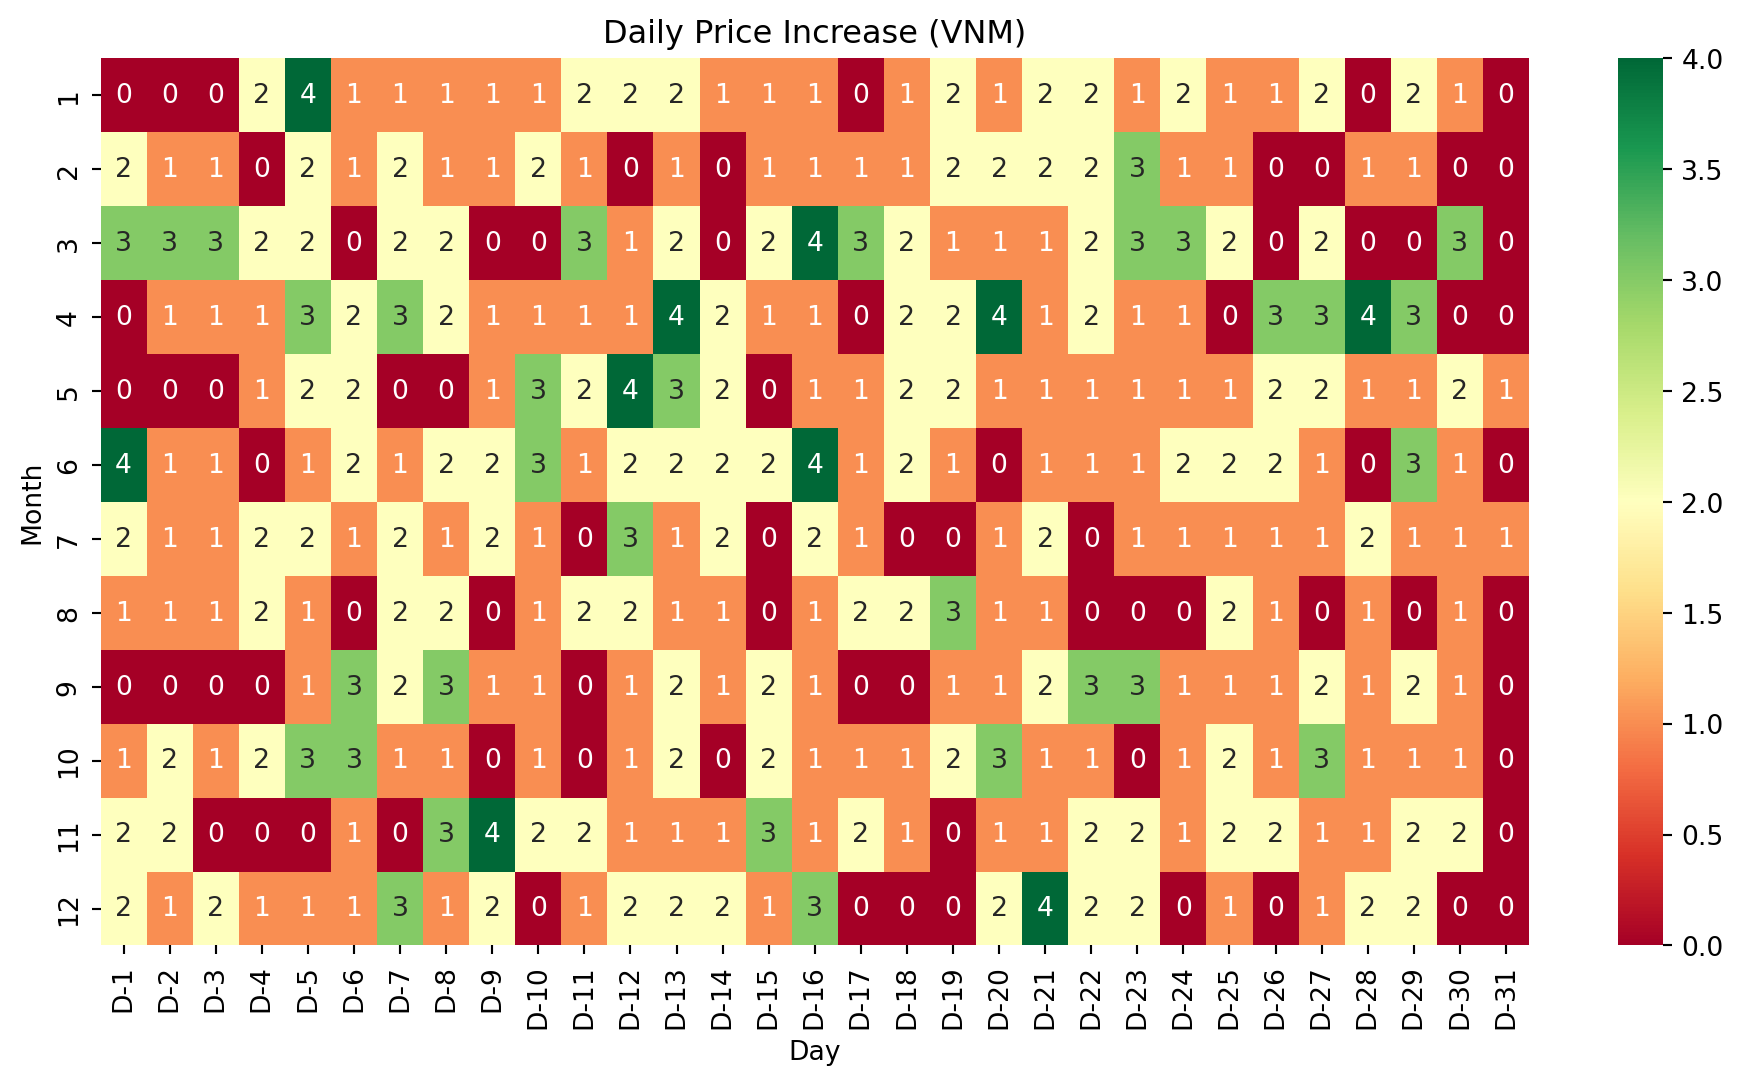 Daily Price Increase (VNM)
1 0 0 0 2 4 1 1 1 1 1 2 2 2 1 1 1 0 1 2 1 2 2 1 2 1 1 2 0 2 1 0
2 2 1 1 0 2 1 2 1 1 2 1 0 1 0 1 1 1 1 2 2 2 2 3 1 1 0 0 1 1 0 0
3 3 3 3 2 2 0 2 2 0 0 3 1 2 0 2 4 3 2 1 1 1 2 3 3 2 0 2 0 0 3 0
4 0 1 1 1 3 2 3 2 1 1 1 1 4 2 1 1 0 2 2 4 1 2 1 1 0 3 3 4 3 0 0
5 0 0 0 1 2 2 0 0 1 3 2 4 3 2 0 1 1 2 2 1 1 1 1 1 1 2 2 1 1 2 1
6 4 1 1 0 1 2 1 2 2 3 1 2 2 2 2 4 1 2 1 0 1 1 1 2 2 2 1 0 3 1 0
7 2 1 1 2 2 1 2 1 2 1 0 3 1 2 0 2 1 0 0 1 2 0 1 1 1 1 1 2 1 1 1
8 1 1 1 2 1 0 2 2 0 1 2 2 1 1 0 1 2 2 3 1 1 0 0 0 2 1 0 1 0 1 0
9 0 0 0 0 1 3 2 3 1 1 0 1 2 1 2 1 0 0 1 1 2 3 3 1 1 1 2 1 2 1 0
10 1 2 1 2 3 3 1 1 0 1 0 1 2 0 2 1 1 1 2 3 1 1 0 1 2 1 3 1 1 1 0
11 2 2 0 0 0 1 0 3 4 2 2 1 1 1 3 1 2 1 0 1 1 2 2 1 2 2 1 1 2 2 0
12 2 1 2 1 1 1 3 1 2 0 1 2 2 2 1 3 0 0 0 2 4 2 2 0 1 0 1 2 2 0 0
Month
D-1 D-2 D-3 D-4 D-5 D-6 D-7 D-8 D-9 D-10 D-11 D-12 D-13 D-14 D-15 D-16 D-17 D-18 D-19 D-20 D-21 D-22 D-23 D-24 D-25 D-26 D-27 D-28 D-29 D-30 D-31
Day
4.0
3.5
3.0
2.5
2.0
1.5
1.0
0.5
0.0